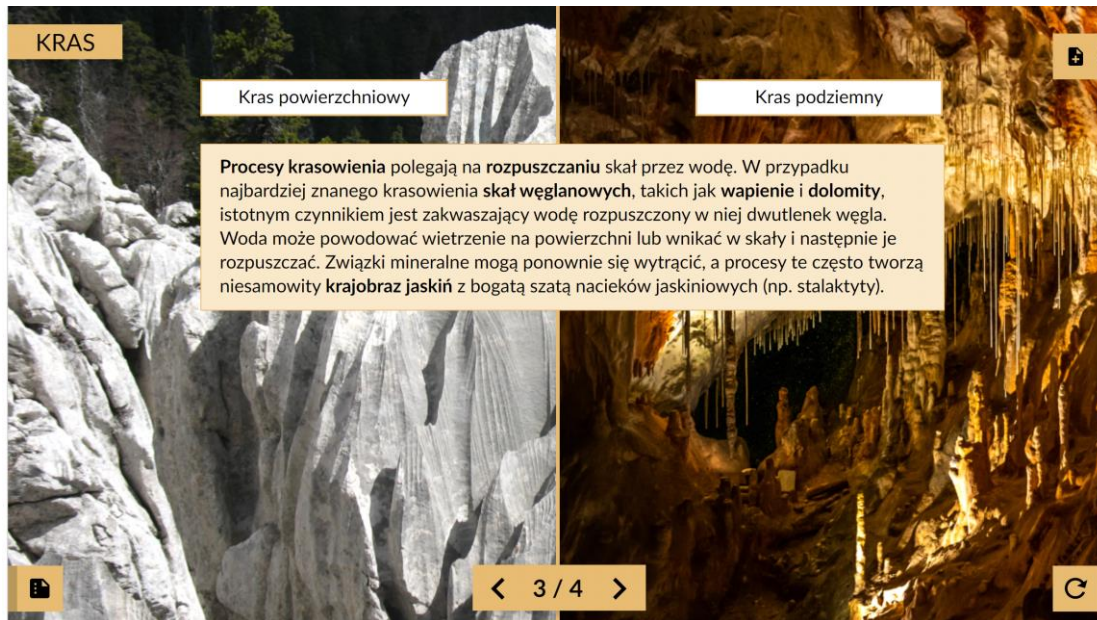 KRAS
Kras powierzchniowy
Kras podziemny
Procesy krasowienia polegają na rozpuszczaniu skał przez wodę. W przypadku
najbardziej znanego krasowienia skał węglanowych, takich jak wapienie i dolomity,
istotnym czynnikiem jest zakwaszający wodę rozpuszczony w niej dwutlenek węgla.
Woda może powodować wietrzenie na powierzchni lub wnikać w skały i następnie je
rozpuszczać. Związki mineralne mogą ponownie się wytrącić, a procesy te często tworzą
niesamowity krajobraz jaskiń z bogatą szatą nacieków jaskiniowych (np. stalaktyty).
3 / 4